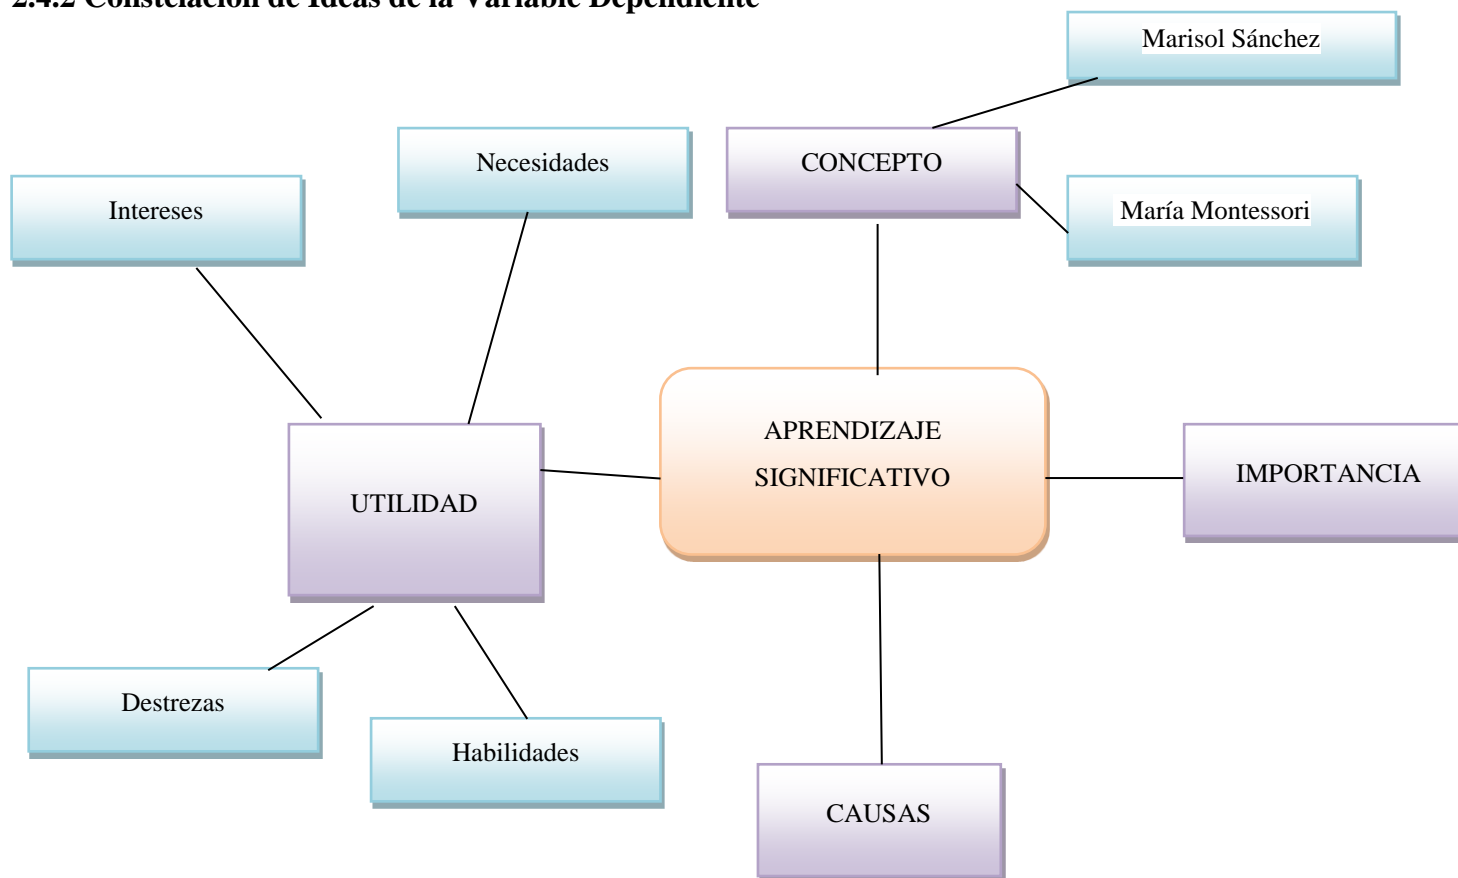 2.4.2 Constelación de Ideas de la Variable Dependiente
Marisol Sánchez
Necesidades
CONCEPTO
Intereses
María Montessori
APRENDIZAJE
SIGNIFICATIVO
IMPORTANCIA
UTILIDAD
Destrezas
Habilidades
CAUSAS